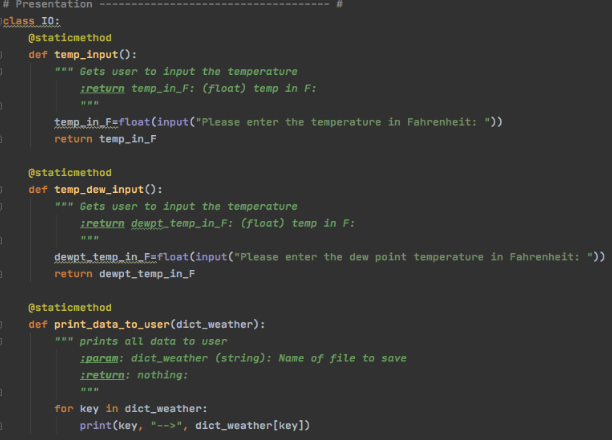 # Presentation ----------------------------------- #
class IO:
    @staticmethod
    def temp_input():
        """ Gets user to input the temperature
            :return temp_in_F: (float) temp in F:
            """
        temp_in_F=float(input("Please enter the temperature in Fahrenheit: "))
        return temp_in_F

    @staticmethod
    def temp_dew_input():
        """ Gets user to input the temperature
            :return dewpt_temp_in_F: (float) temp in F:
            """
        dewpt_temp_in_F=float(input("Please enter the dew point temperature in Fahrenheit: "))
        return dewpt_temp_in_F

    @staticmethod
    def print_data_to_user(dict_weather):
        """ prints all data to user
            :param: dict_weather (string): Name of file to save
            :return: nothing:
            """
        for key in dict_weather:
            print(key, "-->", dict_weather[key])